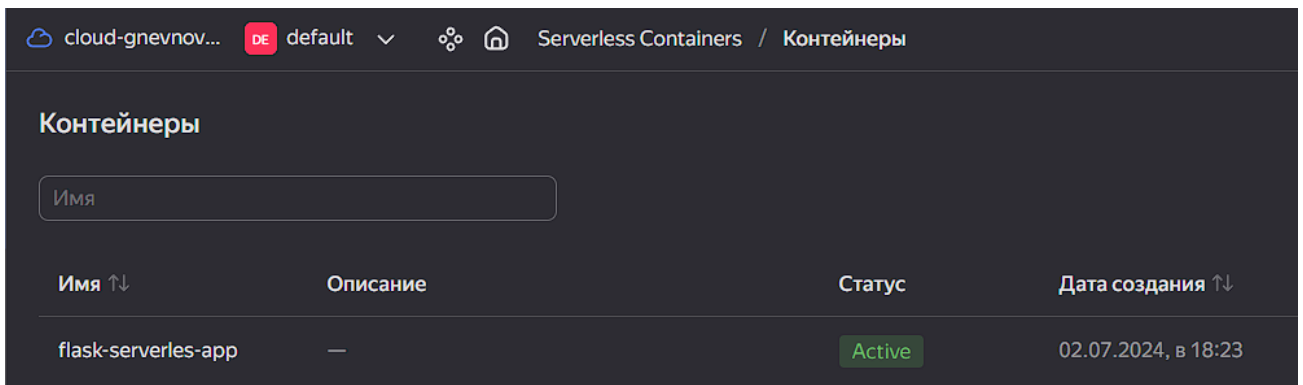 cloud-gnevnov... DE default Serverless Containers / Контейнеры
Контейнеры
Имя
Имя Описание Статус Дата создания
flask-serverles-app — Active 02.07.2024, в 18:23